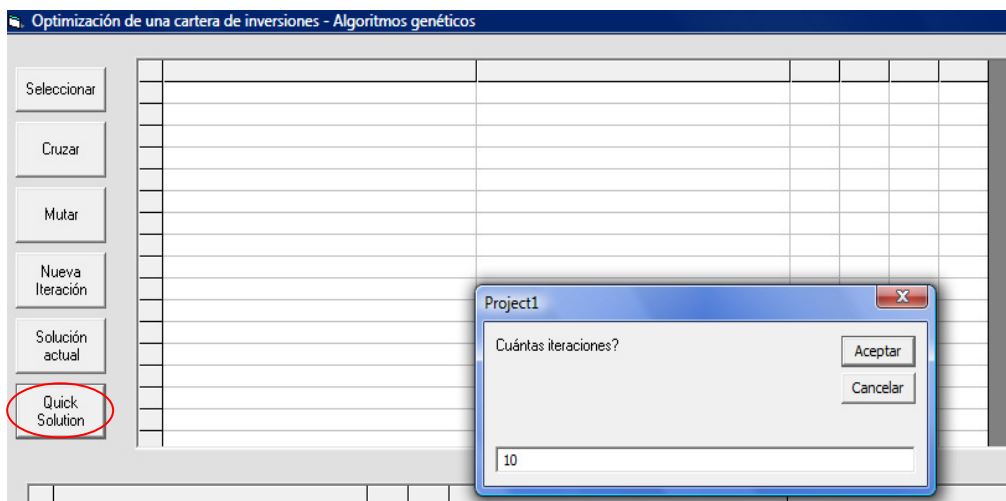 Optimización de una cartera de inversiones - Algoritmos genéticos
Seleccionar
Cruzar
Mutar
Nueva
Iteración
Solución
actual
Quick
Solution
Project1
Cuántas iteraciones?
Aceptar
Cancelar
10